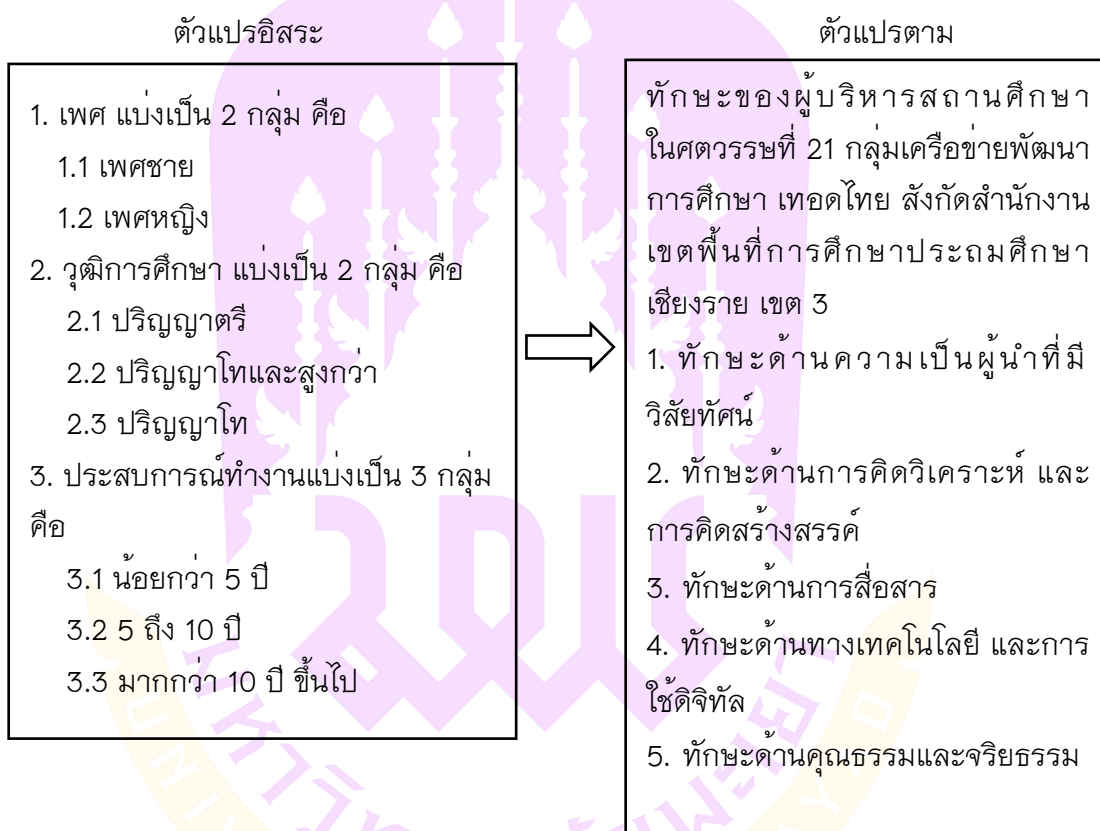 ตัวแปรอิสระ
1. เพศ แบ่งเป็น 2 กลุ่ม คือ
1.1 เพศชาย
1.2 เพศหญิง
2. วุฒิการศึกษา แบ่งเป็น 2 กลุ่ม คือ
2.1 ปริญญาตรี
2.2 ปริญญาโทและสูงกว่า
2.3 ปริญญาโท
3. ประสบการณ์ทำงานแบ่งเป็น 3 กลุ่ม
คือ
3.1 น้อยกว่า 5 ปี
3.2 5 ถึง 10 ปี
3.3 มากกว่า 10 ปี ขึ้นไป
ตัวแปรตาม
ทักษะของผู้บริหารสถานศึกษา
ในศตวรรษที่ 21 กลุ่มเครือข่ายพัฒนา
การศึกษา เทอดไทย สังกัดสำนักงาน
เขตพื้นที่การศึกษาประถมศึกษา
เชียงราย เขต 3
1. ทักษะด้านความเป็นผู้นำที่มี
วิสัยทัศน์
2. ทักษะด้านการคิดวิเคราะห์ และ
การคิดสร้างสรรค์
3. ทักษะด้านการสื่อสาร
4. ทักษะด้านทางเทคโนโลยี และการ
ใช้ดิจิทัล
5. ทักษะด้านคุณธรรมและจริยธรรม